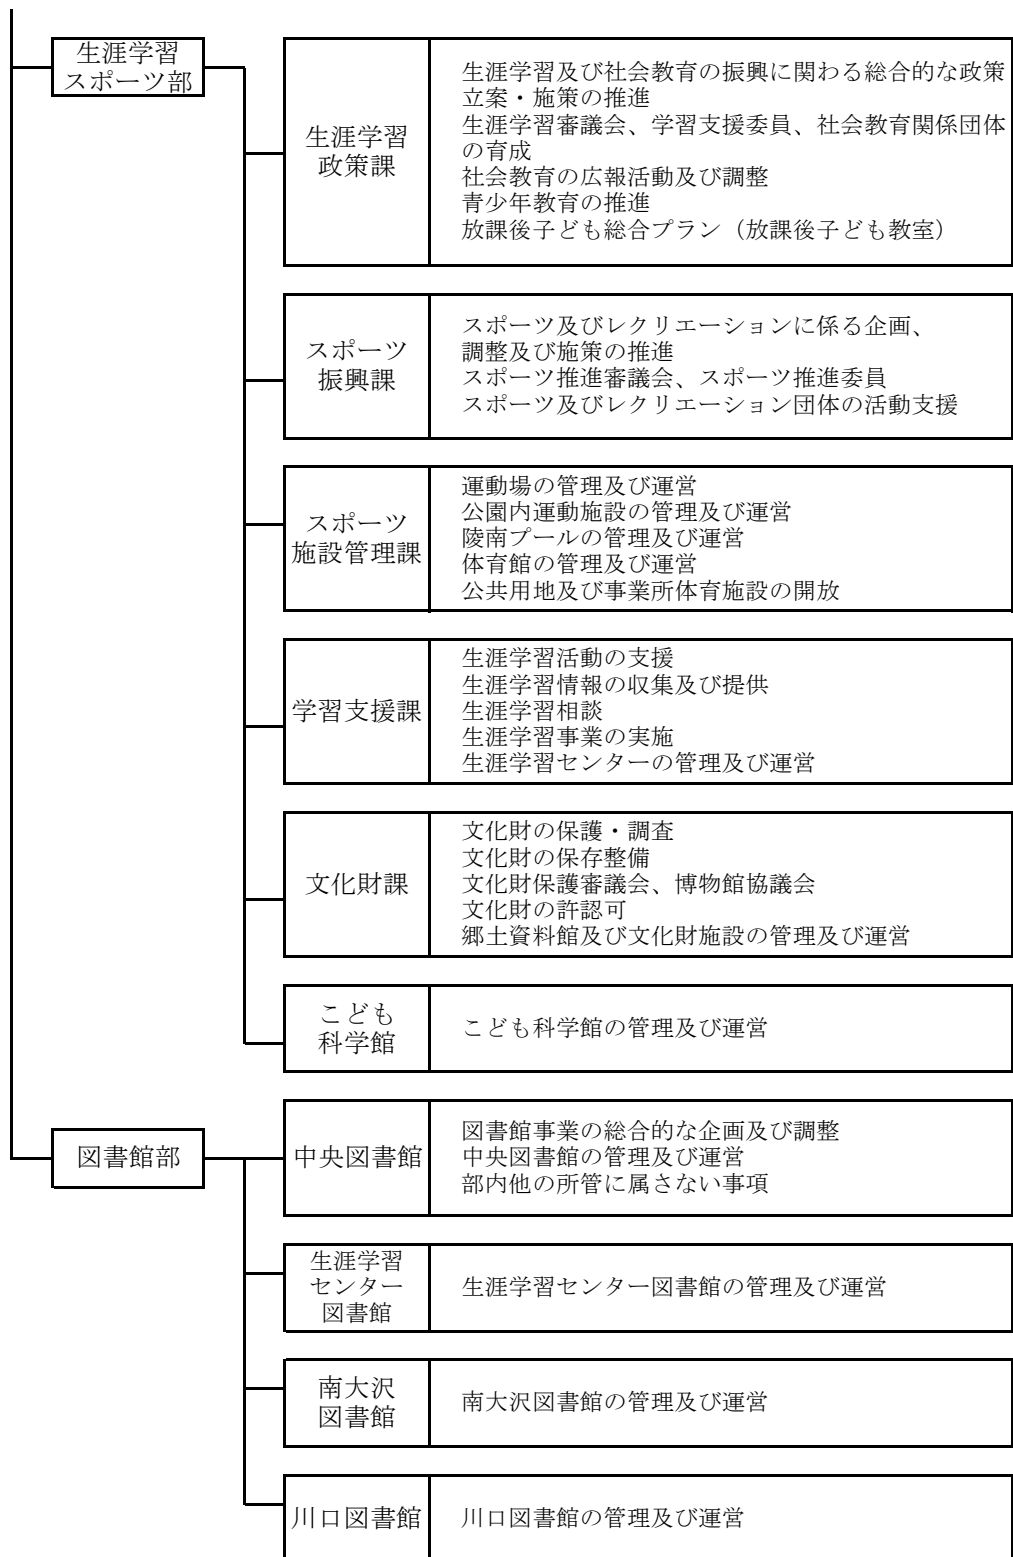 生涯学習
スポーツ部
生涯学習
政策課
生涯学習及び社会教育の振興に関わる総合的な政策
立案・施策の推進
生涯学習審議会、学習支援委員、社会教育関係団体
の育成
社会教育の広報活動及び調整
青少年教育の推進
放課後子ども総合プラン（放課後子ども教室）
スポーツ
振興課
スポーツ及びレクリエーションに係る企画、
調整及び施策の推進
スポーツ推進審議会、スポーツ推進委員
スポーツ及びレクリエーション団体の活動支援
スポーツ
施設管理課
運動場の管理及び運営
公園内運動施設の管理及び運営
陵南プールの管理及び運営
体育館の管理及び運営
公共用地及び事業所体育施設の開放
学習支援課
生涯学習活動の支援
生涯学習情報の収集及び提供
生涯学習相談
生涯学習事業の実施
生涯学習センターの管理及び運営
文化財課
文化財の保護・調査
文化財の保存整備
文化財保護審議会、博物館協議会
文化財の許認可
郷土資料館及び文化財施設の管理及び運営
こども
科学館
こども科学館の管理及び運営
図書館部
中央図書館
図書館事業の総合的な企画及び調整
中央図書館の管理及び運営
部内他の所管に属さない事項
生涯学習
センター
図書館
生涯学習センター図書館の管理及び運営
南大沢
図書館
南大沢図書館の管理及び運営
川口図書館
川口図書館の管理及び運営